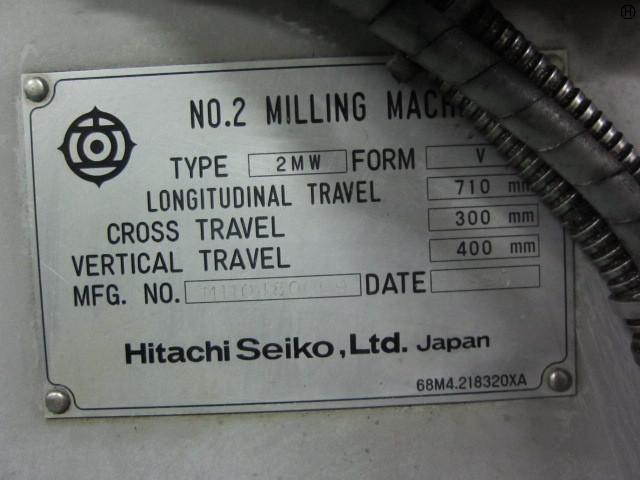 NO.2 MILLING
TYPE 2MW FORM V
LONGITUDINAL TRAVEL 710 mm
CROSS TRAVEL 300 mm
VERTICAL TRAVEL 400 mm
MFG. NO. DATE
Hitachi Seiko, Ltd. Japan
68M4.218320XA
H